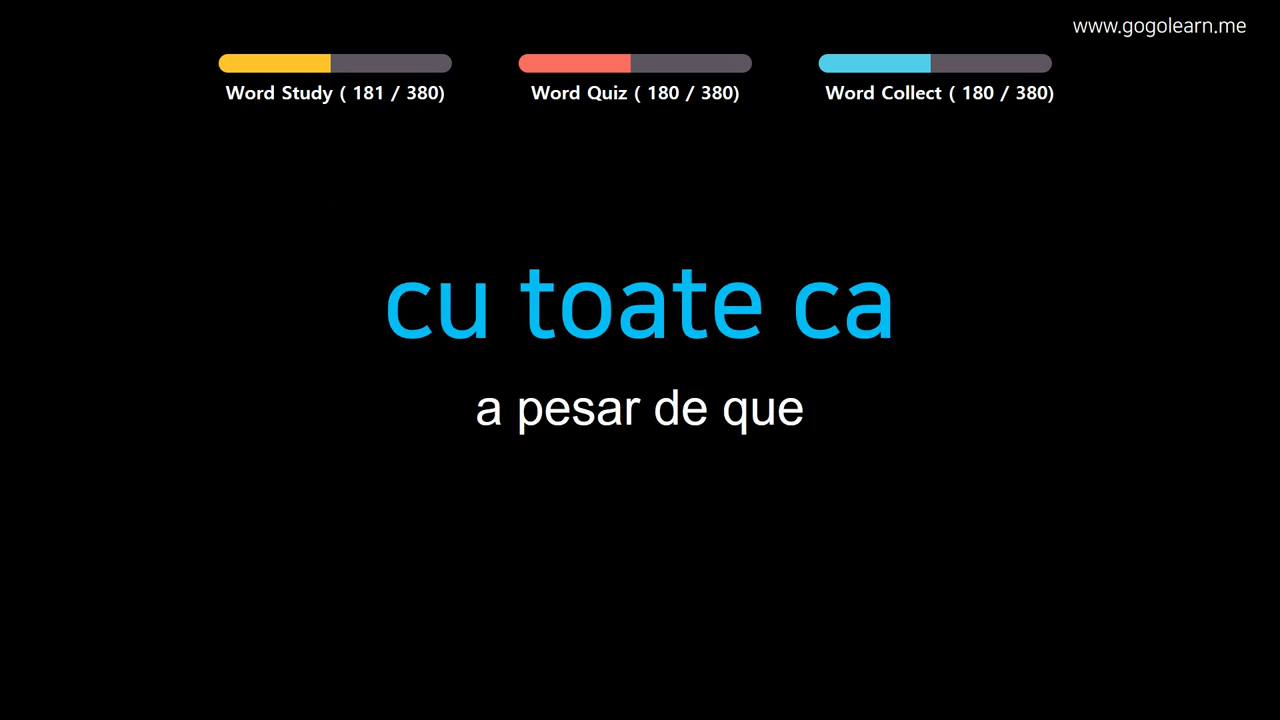 www.gogolearn.me
Word Study ( 181 / 380)
Word Quiz ( 180 / 380)
Word Collect ( 180 / 380)
cu toate ca
a pesar de que